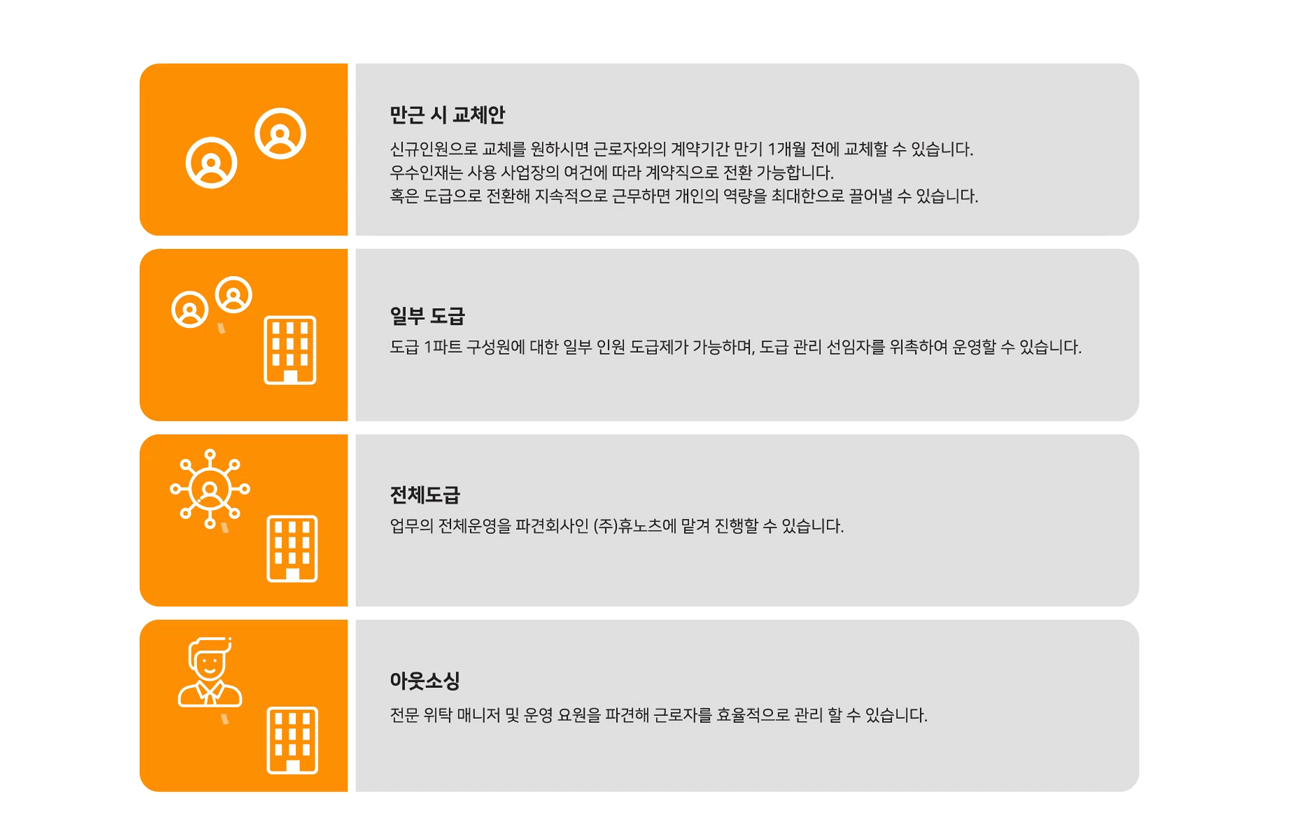 만근 시 교체안
신규인원으로 교체를 원하시면 근로자와의 계약기간 만기 1개월 전에 교체할 수 있습니다.
우수인재는 사용 사업장의 여건에 따라 계약직으로 전환 가능합니다.
혹은 도급으로 전환해 지속적으로 근무하면 개인의 역량을 최대한으로 끌어낼 수 있습니다.
일부 도급
도급 1파트 구성원에 대한 일부 인원 도급제가 가능하며, 도급 관리 선임자를 위촉하여 운영할 수 있습니다.
전체도급
업무의 전체운영을 파견회사인 (주)휴노츠에 맡겨 진행할 수 있습니다.
아웃소싱
전문 위탁 매니저 및 운영 요원을 파견해 근로자를 효율적으로 관리 할 수 있습니다.